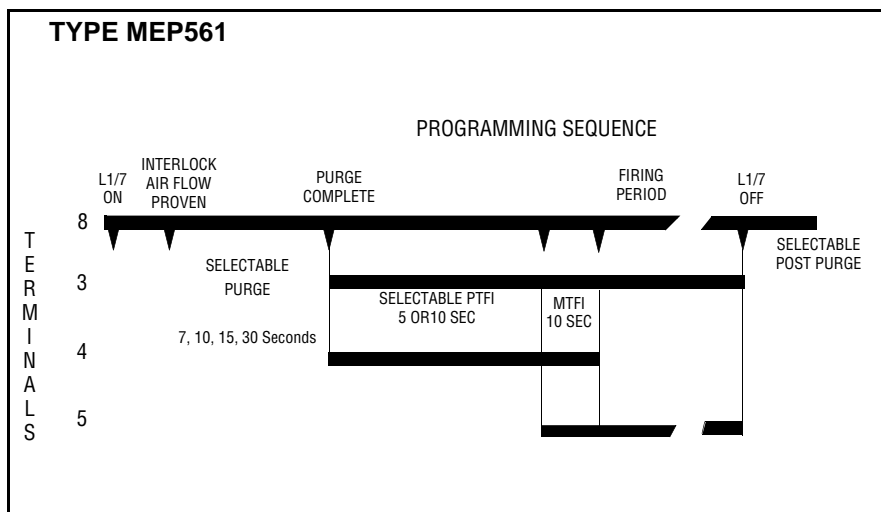 TYPE MEP561
PROGRAMMING SEQUENCE
L1/7
ON
INTERLOCK
AIR FLOW
PROVEN
PURGE
COMPLETE
FIRING
PERIOD
L1/7
OFF
TERMINALS
8
SELECTABLE
POST PURGE
3
SELECTABLE
PURGE
SELECTABLE PTFI
5 OR10 SEC
MTFI
10 SEC
7, 10, 15, 30 Seconds
4
5